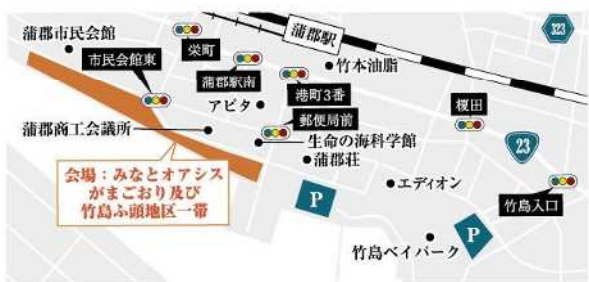 蒲郡市民会館
市民会館東
栄町
蒲郡駅
323
蒲郡駅南
竹本油脂
アピタ
港町3番
榎田
郵便局前
蒲郡商工会議所
生命の海科学館
23
蒲郡荘
会場：みなとオアシス
がまごおり及び
竹島ふ頭地区一帯
エディオン
竹島入口
P
P
竹島ベイパーク